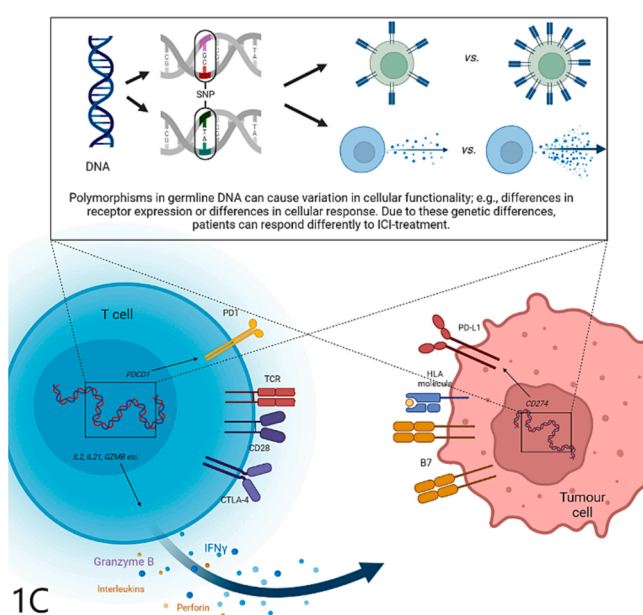 C G
G C
C
T A
SNP
C G
T A
C
T A
DNA
vs.
vs.
Polymorphisms in germline DNA can cause variation in cellular functionality; e.g., differences in
receptor expression or differences in cellular response. Due to these genetic differences,
patients can respond differently to ICI-treatment.
T cell
PD1
PDCD1
TCR
CD28
IL2, IL21, GZMB etc.
CTLA-4
PD-L1
HLA
molecule
CD274
B7
Tumour
cell
IFNγ
Granzyme B
Interleukins
Perforin
1C